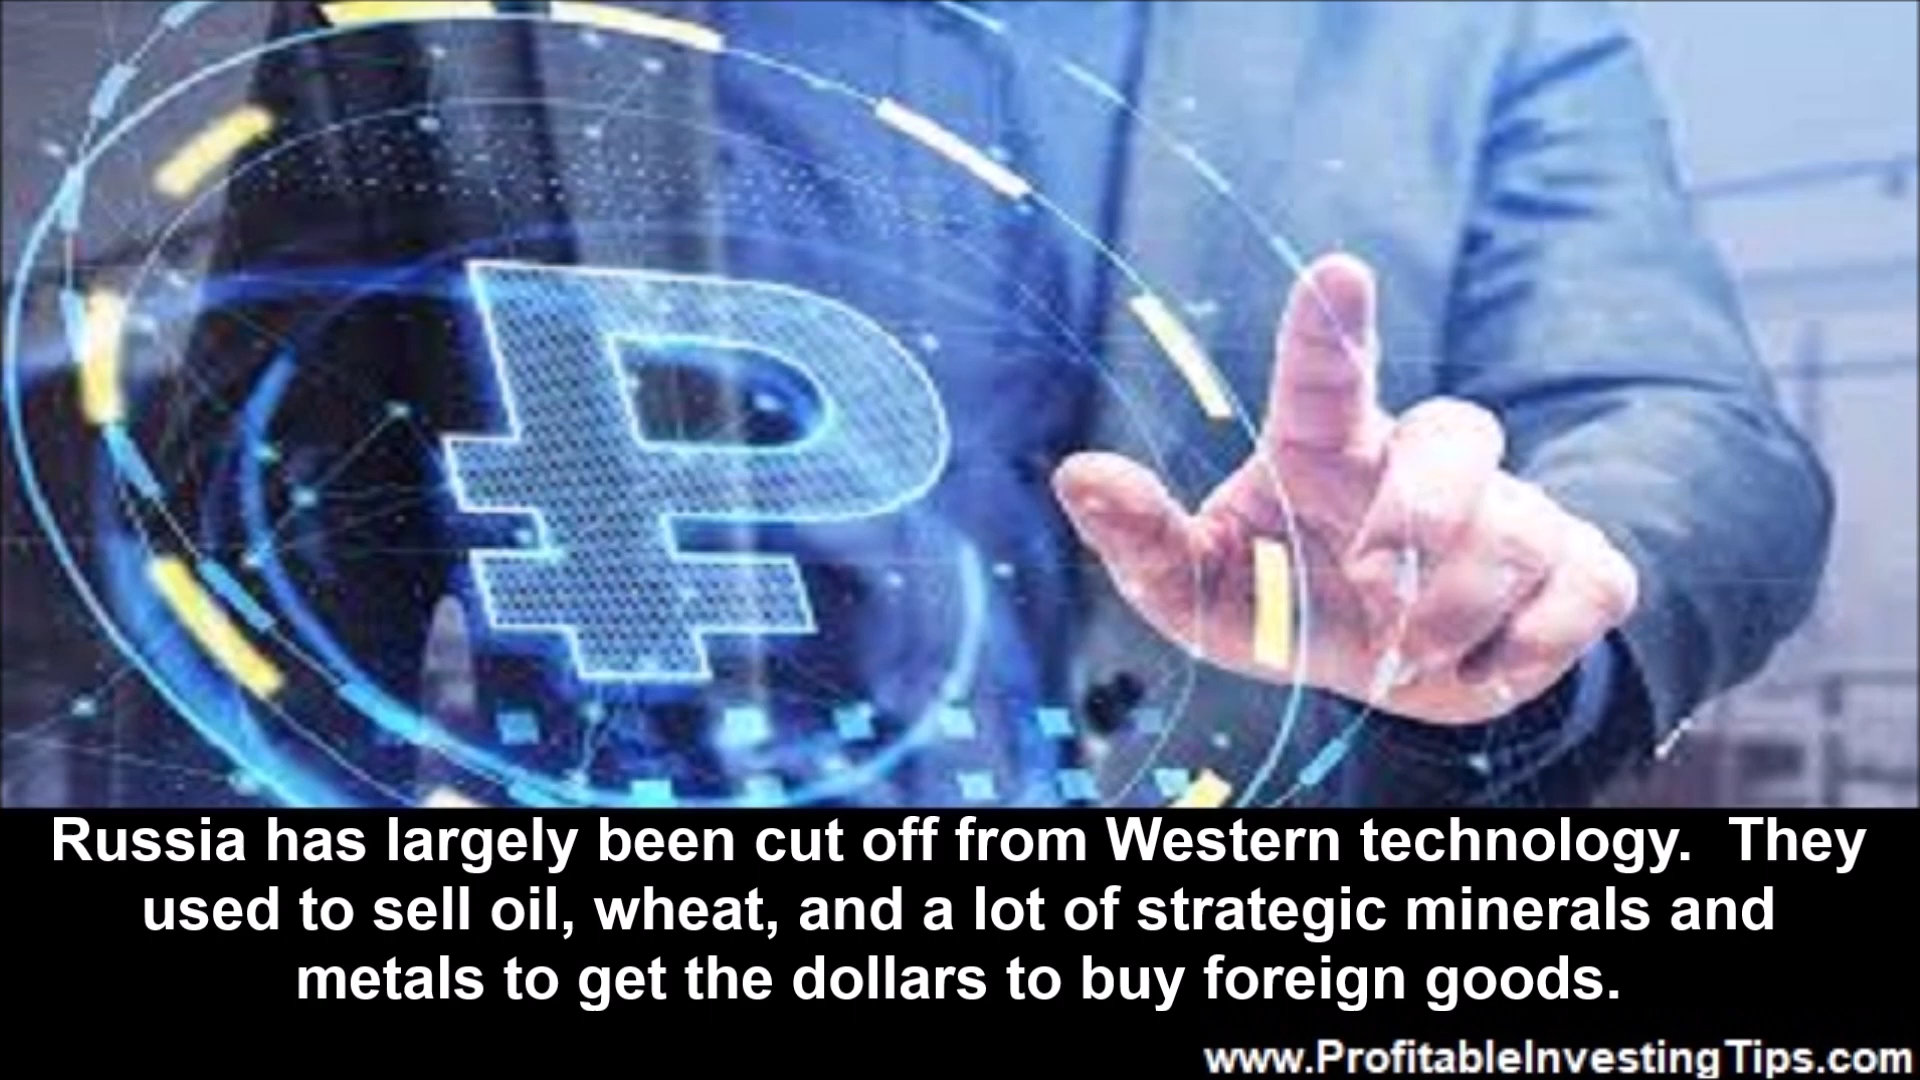 Russia has largely been cut off from Western technology.  They
used to sell oil, wheat, and a lot of strategic minerals and
metals to get the dollars to buy foreign goods.
www.ProfitableInvestingTips.com